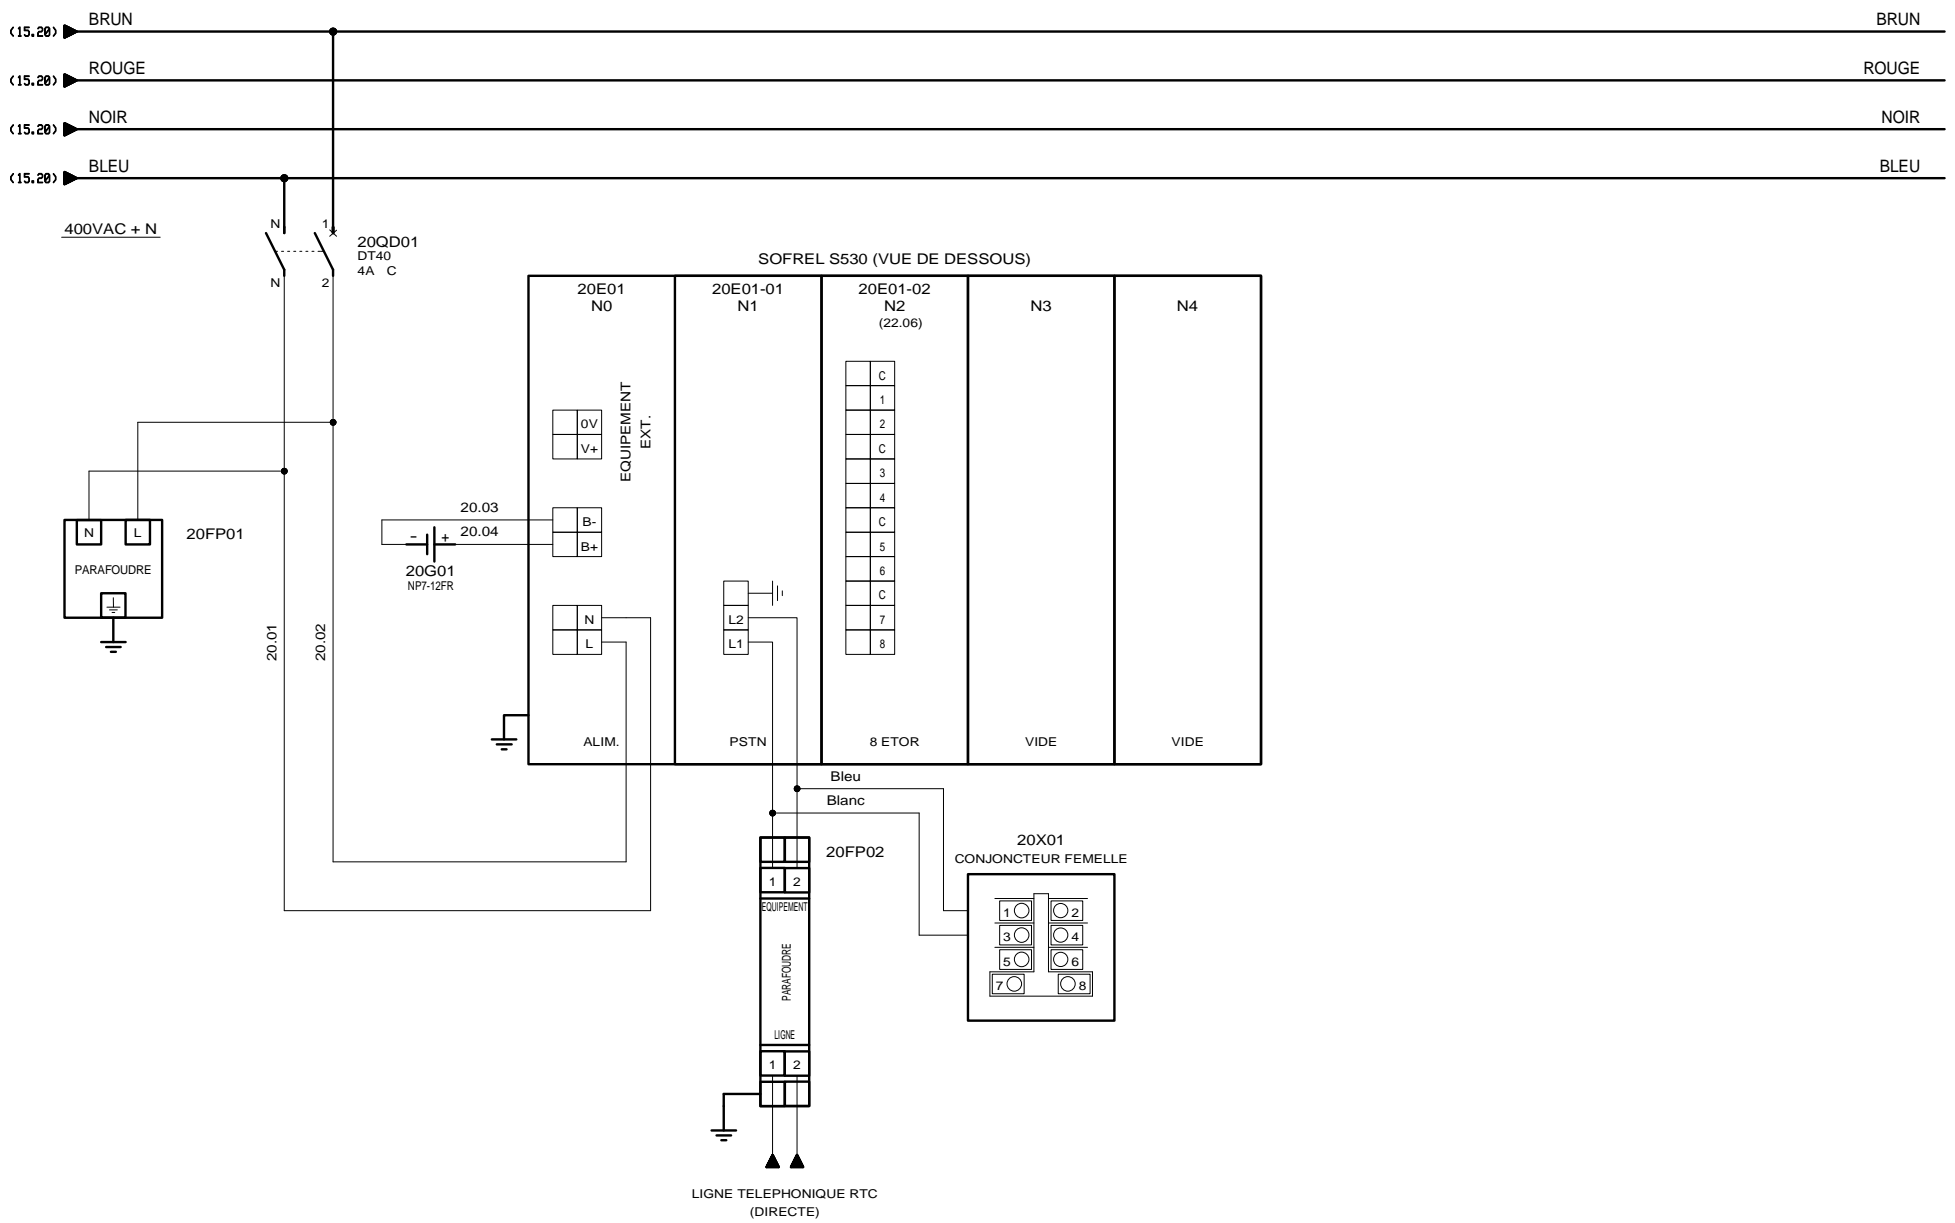 BRUN BRUN
(15.20)
ROUGE ROUGE
(15.20)
NOIR NOIR
(15.20)
BLEU BLEU
(15.20)
400VAC + N
N 1
20QD01
DT40
4A C
N 2
SOFREL S530 (VUE DE DESSOUS)
20E01
N0
20E01-01
N1
20E01-02
N2
(22.06)
N3
N4
0V
V+
EQUIPEMENT
EXT.
C
1
2
C
3
4
C
5
6
C
7
8
20.03
20.04
B-
B+
- +
20G01
NP7-12FR
N L
20FP01
PARAFOUDRE
20.01
20.02
N
L
L2
L1
ALIM.
PSTN
8 ETOR
VIDE
VIDE
Bleu
Blanc
20FP02
1 2
EQUIPEMENT
PARAFOUDRE
LIGNE
1 2
20X01
CONJONCTEUR FEMELLE
1 2
3 4
5 6
7 8
LIGNE TELEPHONIQUE RTC
(DIRECTE)